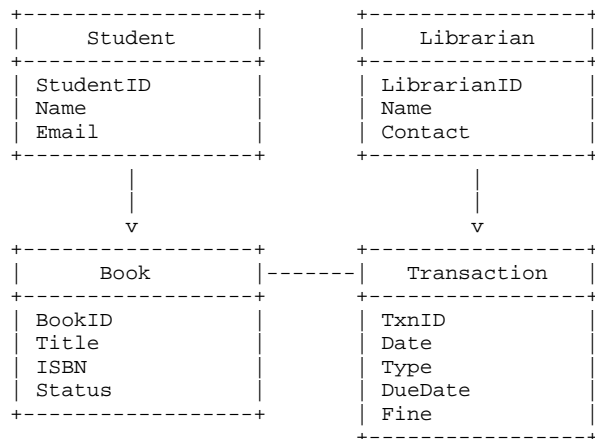 Student
StudentID
Name
Email
Librarian
LibrarianID
Name
Contact
Book
BookID
Title
ISBN
Status
Transaction
TxnID
Date
Type
DueDate
Fine